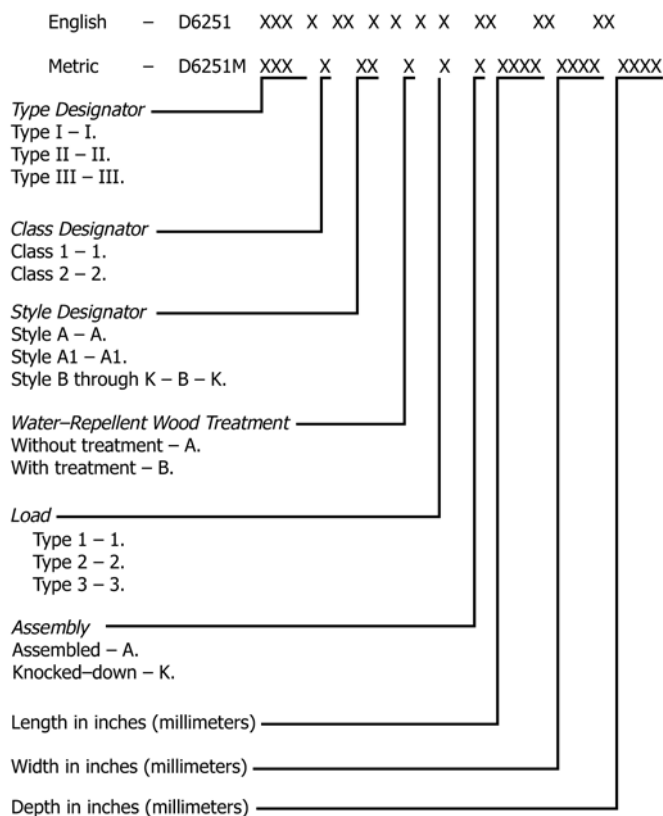 English – D6251 XXX X XX X X X X XX XX XX
Metric – D6251M XXX X XX X X X XXXX XXXX XXXX
Type Designator
Type I – I.
Type II – II.
Type III – III.
Class Designator
Class 1 – 1.
Class 2 – 2.
Style Designator
Style A – A.
Style A1 – A1.
Style B through K – B – K.
Water–Repellent Wood Treatment
Without treatment – A.
With treatment – B.
Load
Type 1 – 1.
Type 2 – 2.
Type 3 – 3.
Assembly
Assembled – A.
Knocked–down – K.
Length in inches (millimeters)
Width in inches (millimeters)
Depth in inches (millimeters)